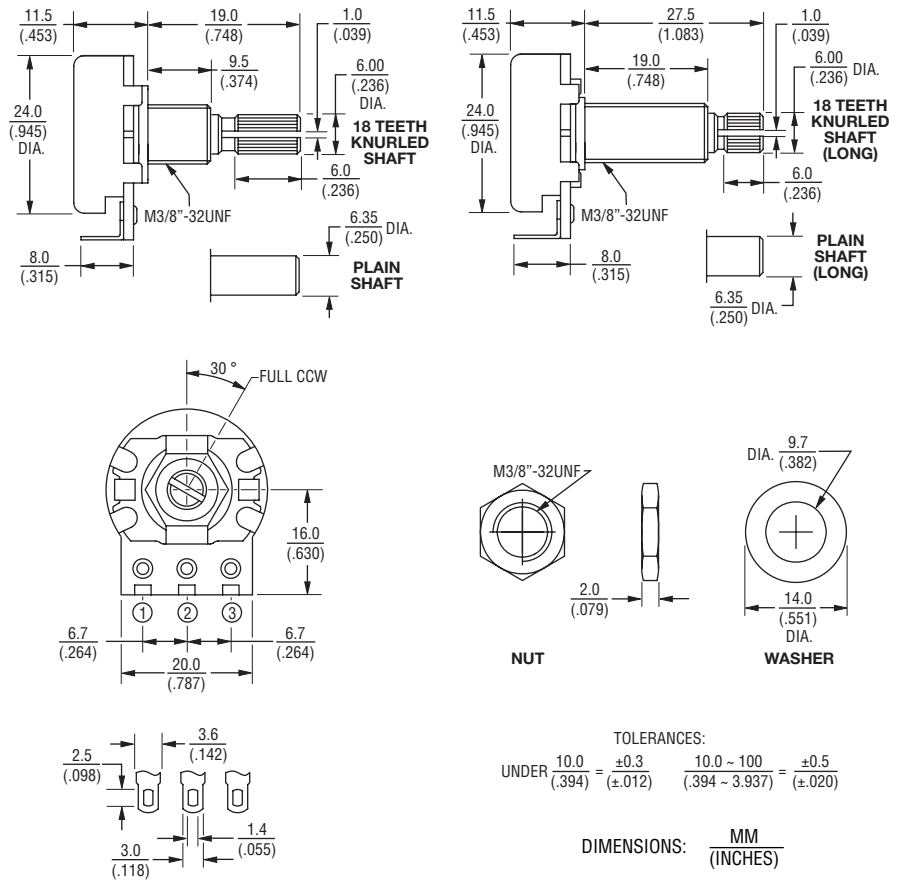 11.5
(.453)
19.0
(.748)
1.0
(.039)
9.5
(.374)
6.00
(.236)
DIA.
24.0
(.945)
DIA.
18 TEETH
KNURLED
SHAFT
6.0
(.236)
M3/8”-32UNF
8.0
(.315)
6.35
(.250) DIA.
PLAIN
SHAFT
11.5
(.453)
27.5
(1.083)
1.0
(.039)
19.0
(.748)
6.00
(.236) DIA.
24.0
(.945)
DIA.
18 TEETH
KNURLED
SHAFT
(LONG)
6.0
(.236)
M3/8”-32UNF
8.0
(.315)
PLAIN
SHAFT
(LONG)
6.35
(.250) DIA.
30 °
FULL CCW
16.0
(.630)
1 2 3
6.7
(.264)
6.7
(.264)
20.0
(.787)
M3/8”-32UNF
2.0
(.079)
NUT
DIA. 9.7
(.382)
14.0
(.551)
DIA.
WASHER
3.6
(.142)
2.5
(.098)
1.4
(.055)
3.0
(.118)
TOLERANCES:
UNDER 10.0 = ±0.3
(.394) (±.012)
10.0 ~ 100 = ±0.5
(.394 ~ 3.937) (±.020)
DIMENSIONS: MM
(INCHES)